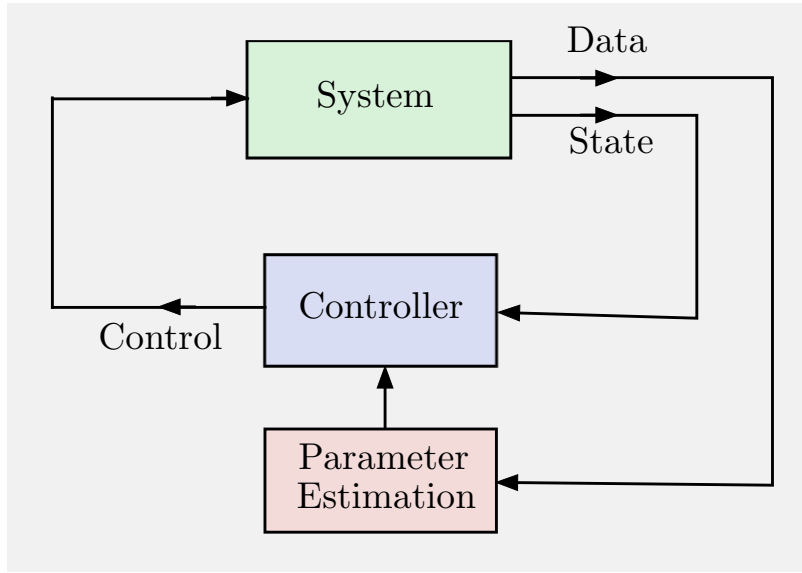 Data
System
State
Controller
Control
Parameter
Estimation